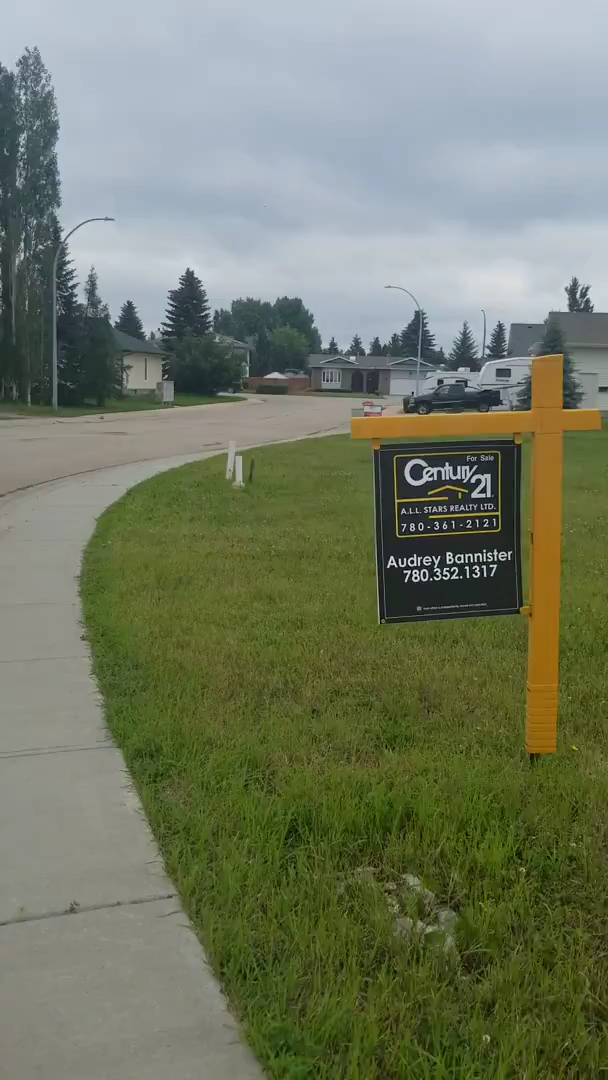 For Sale
Century 21
A.L.L. STARS REALTY LTD.
780-361-2121
Audrey Bannister
780.352.1317